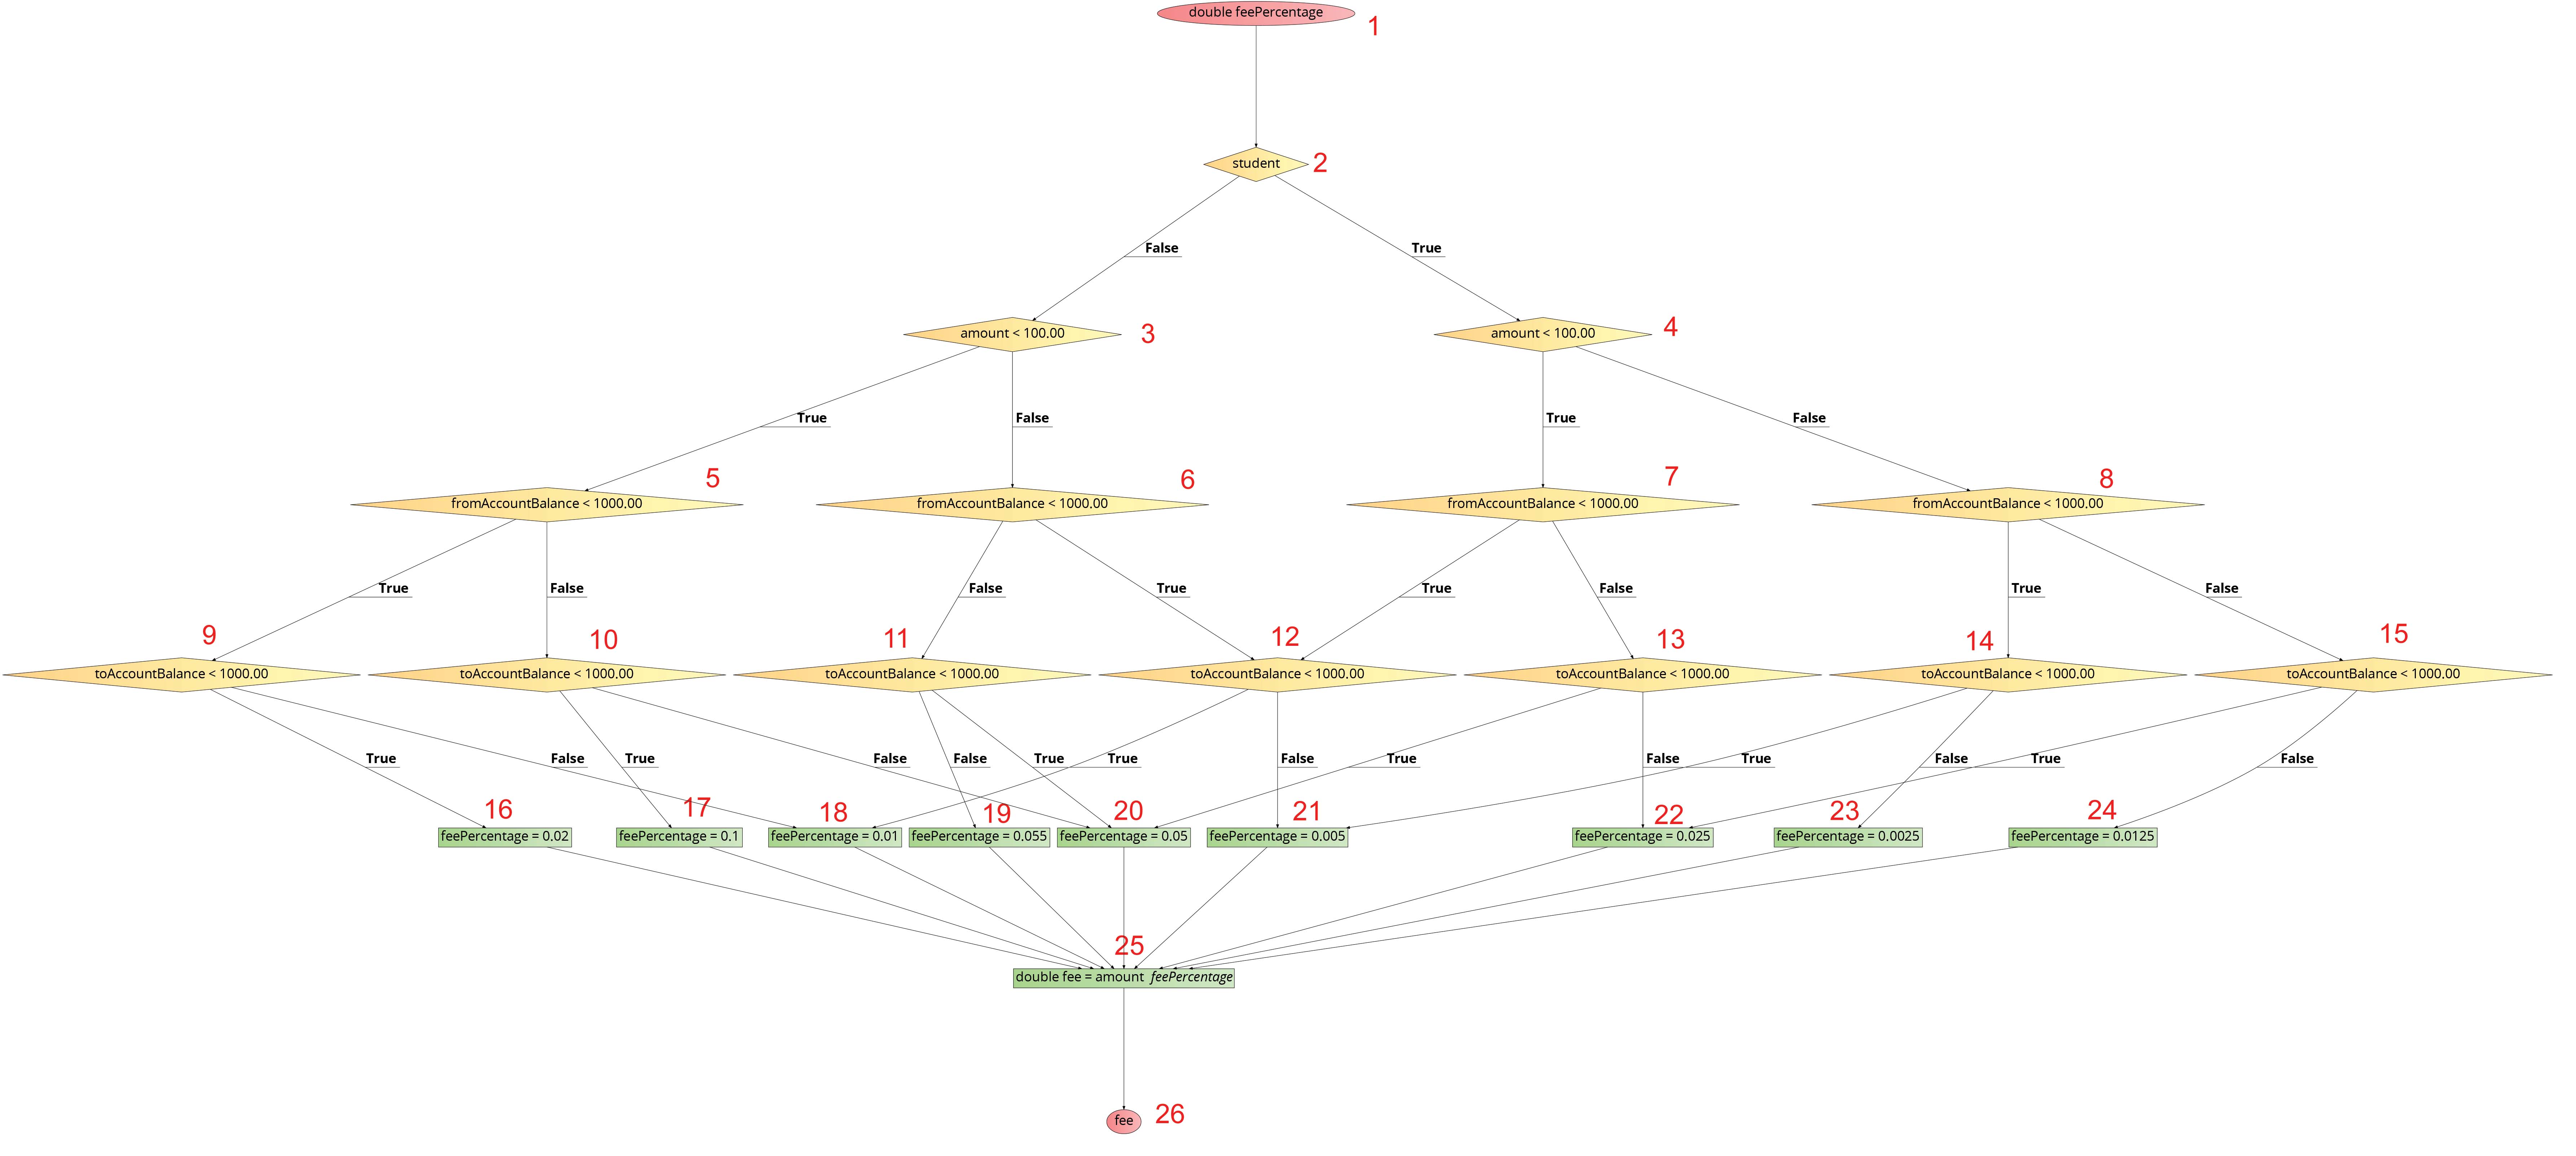 double feePercentage
1
student
2
False
True
amount < 100.00
3
amount < 100.00
4
True
False
True
False
fromAccountBalance < 1000.00
5
fromAccountBalance < 1000.00
6
fromAccountBalance < 1000.00
7
fromAccountBalance < 1000.00
8
True
False
False
True
True
False
True
False
9
10
11
12
13
14
15
toAccountBalance < 1000.00
toAccountBalance < 1000.00
toAccountBalance < 1000.00
toAccountBalance < 1000.00
toAccountBalance < 1000.00
toAccountBalance < 1000.00
toAccountBalance < 1000.00
True
False
True
False
False
True
True
False
True
False
True
False
True
False
16
17
18
19
20
21
22
23
24
feePercentage = 0.02
feePercentage = 0.1
feePercentage = 0.01
feePercentage = 0.055
feePercentage = 0.05
feePercentage = 0.005
feePercentage = 0.025
feePercentage = 0.0025
feePercentage = 0.0125
25
double fee = amount feePercentage
fee
26